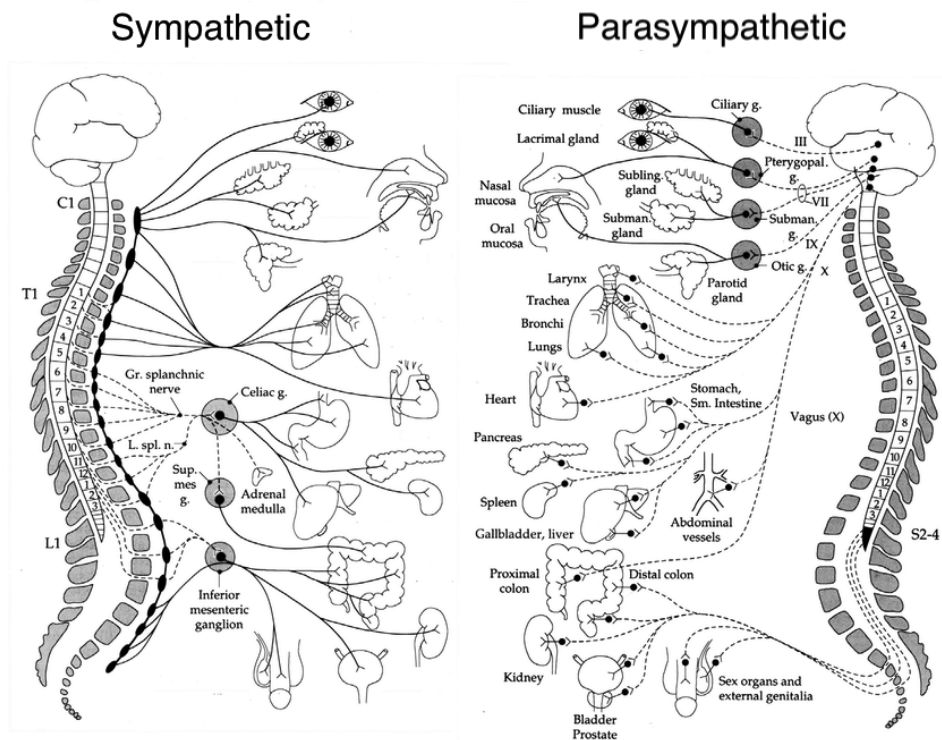 Sympathetic
C1
T1
1
2
3
4
5
6
7
8
9
10
11
12
1
2
3
L1
Gr. splanchnic
nerve
Celiac g.
L. spl. n.
Sup.
mes
g.
Adrenal
medulla
Inferior
mesenteric
ganglion
Parasympathetic
Ciliary muscle
Ciliary g.
III
Lacrimal gland
Pterygopal.
g.
VII
Nasal
mucosa
Subling.
gland
Subman.
gland
Subman.
g.
IX
Oral
mucosa
Otic g.
X
Parotid
gland
Larynx
Trachea
Bronchi
Lungs
Heart
Stomach,
Sm. Intestine
Vagus (X)
Pancreas
Spleen
Gallbladder, liver
Abdominal
vessels
Proximal
colon
Distal colon
Kidney
Bladder
Prostate
Sex organs and
external genitalia
1
2
3
4
5
6
7
8
9
10
11
12
1
2
3
S2-4